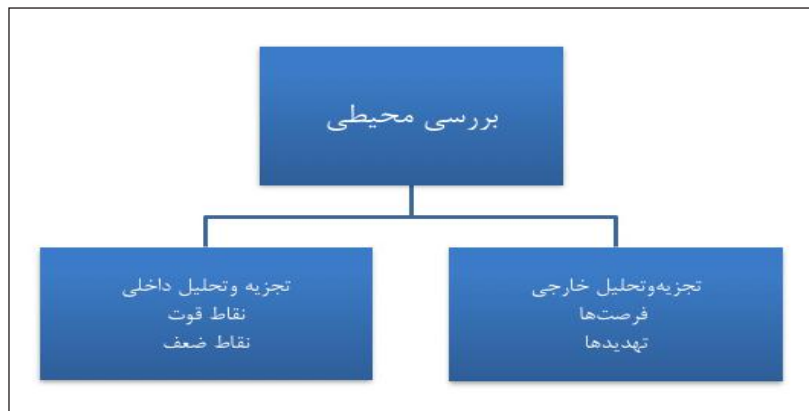 بررسی محیطی
تجزیه‌وتحلیل خارجی
فرصت‌ها
تهدیدها
تجزیه وتحلیل داخلی
نقاط قوت
نقاط ضعف